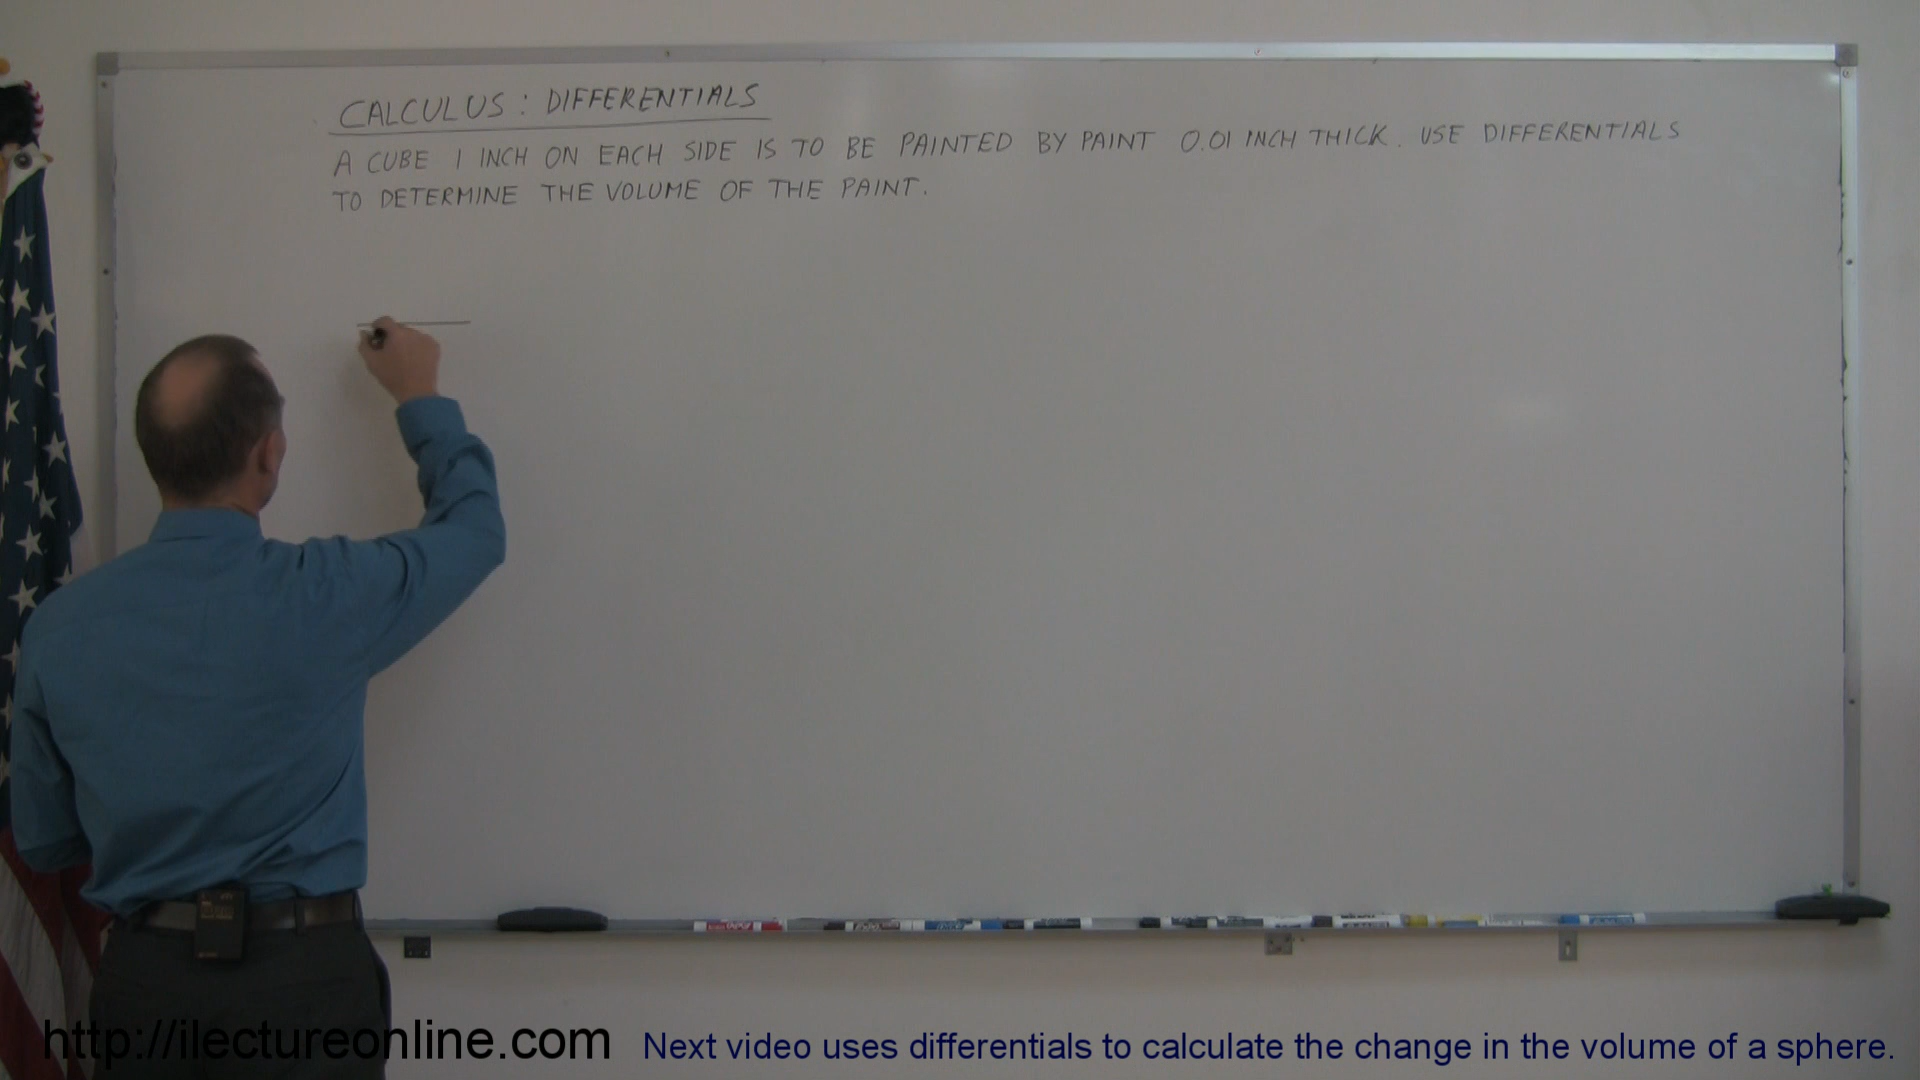 CALCULUS: DIFFERENTIALS
A CUBE 1 INCH ON EACH SIDE IS TO BE PAINTED BY PAINT 0.01 INCH THICK. USE DIFFERENTIALS
TO DETERMINE THE VOLUME OF THE PAINT.
http://ilectureonline.com
Next video uses differentials to calculate the change in the volume of a sphere.